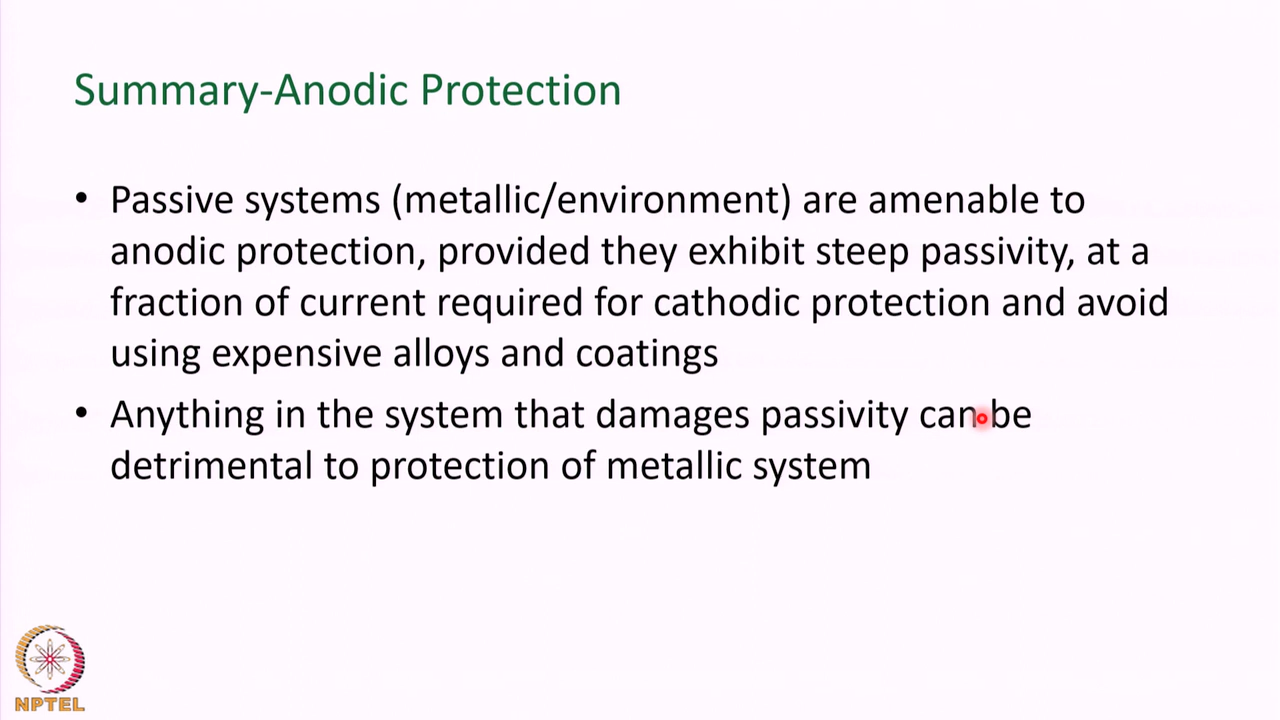 Summary-Anodic Protection
• Passive systems (metallic/environment) are amenable to
anodic protection, provided they exhibit steep passivity, at a
fraction of current required for cathodic protection and avoid
using expensive alloys and coatings
• Anything in the system that damages passivity can be
detrimental to protection of metallic system
NPTEL